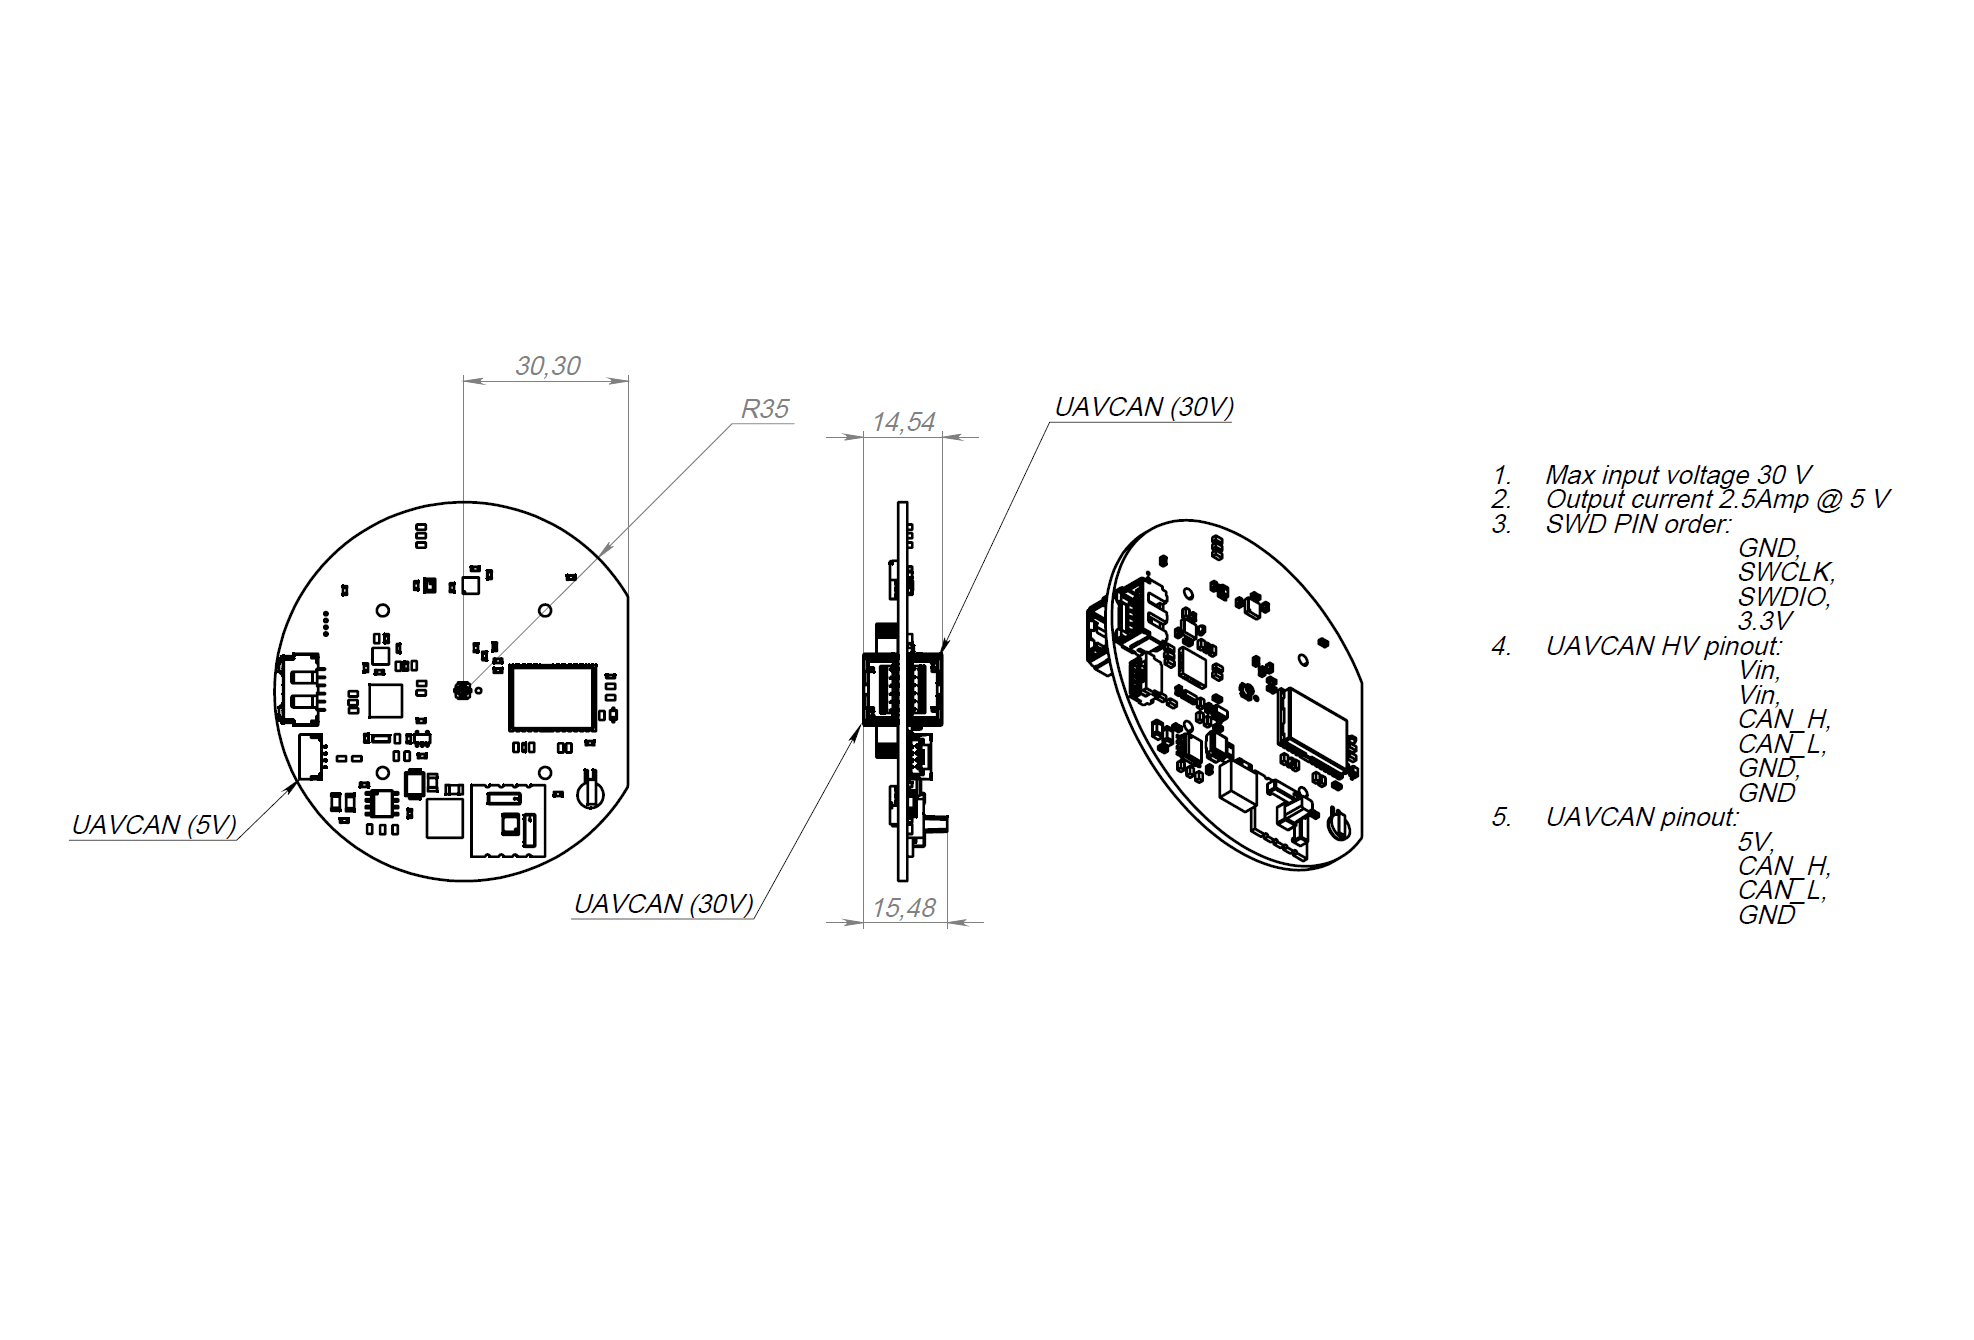 30,30
R35
14,54
UAVCAN (30V)
UAVCAN (5V)
UAVCAN (30V)
15,48
1. Max input voltage 30 V
2. Output current 2.5Amp @ 5 V
3. SWD PIN order:
GND,
SWCLK,
SWDIO,
3.3V
4. UAVCAN HV pinout:
Vin,
Vin,
CAN_H,
CAN_L,
GND,
GND
5. UAVCAN pinout:
5V,
CAN_H,
CAN_L,
GND